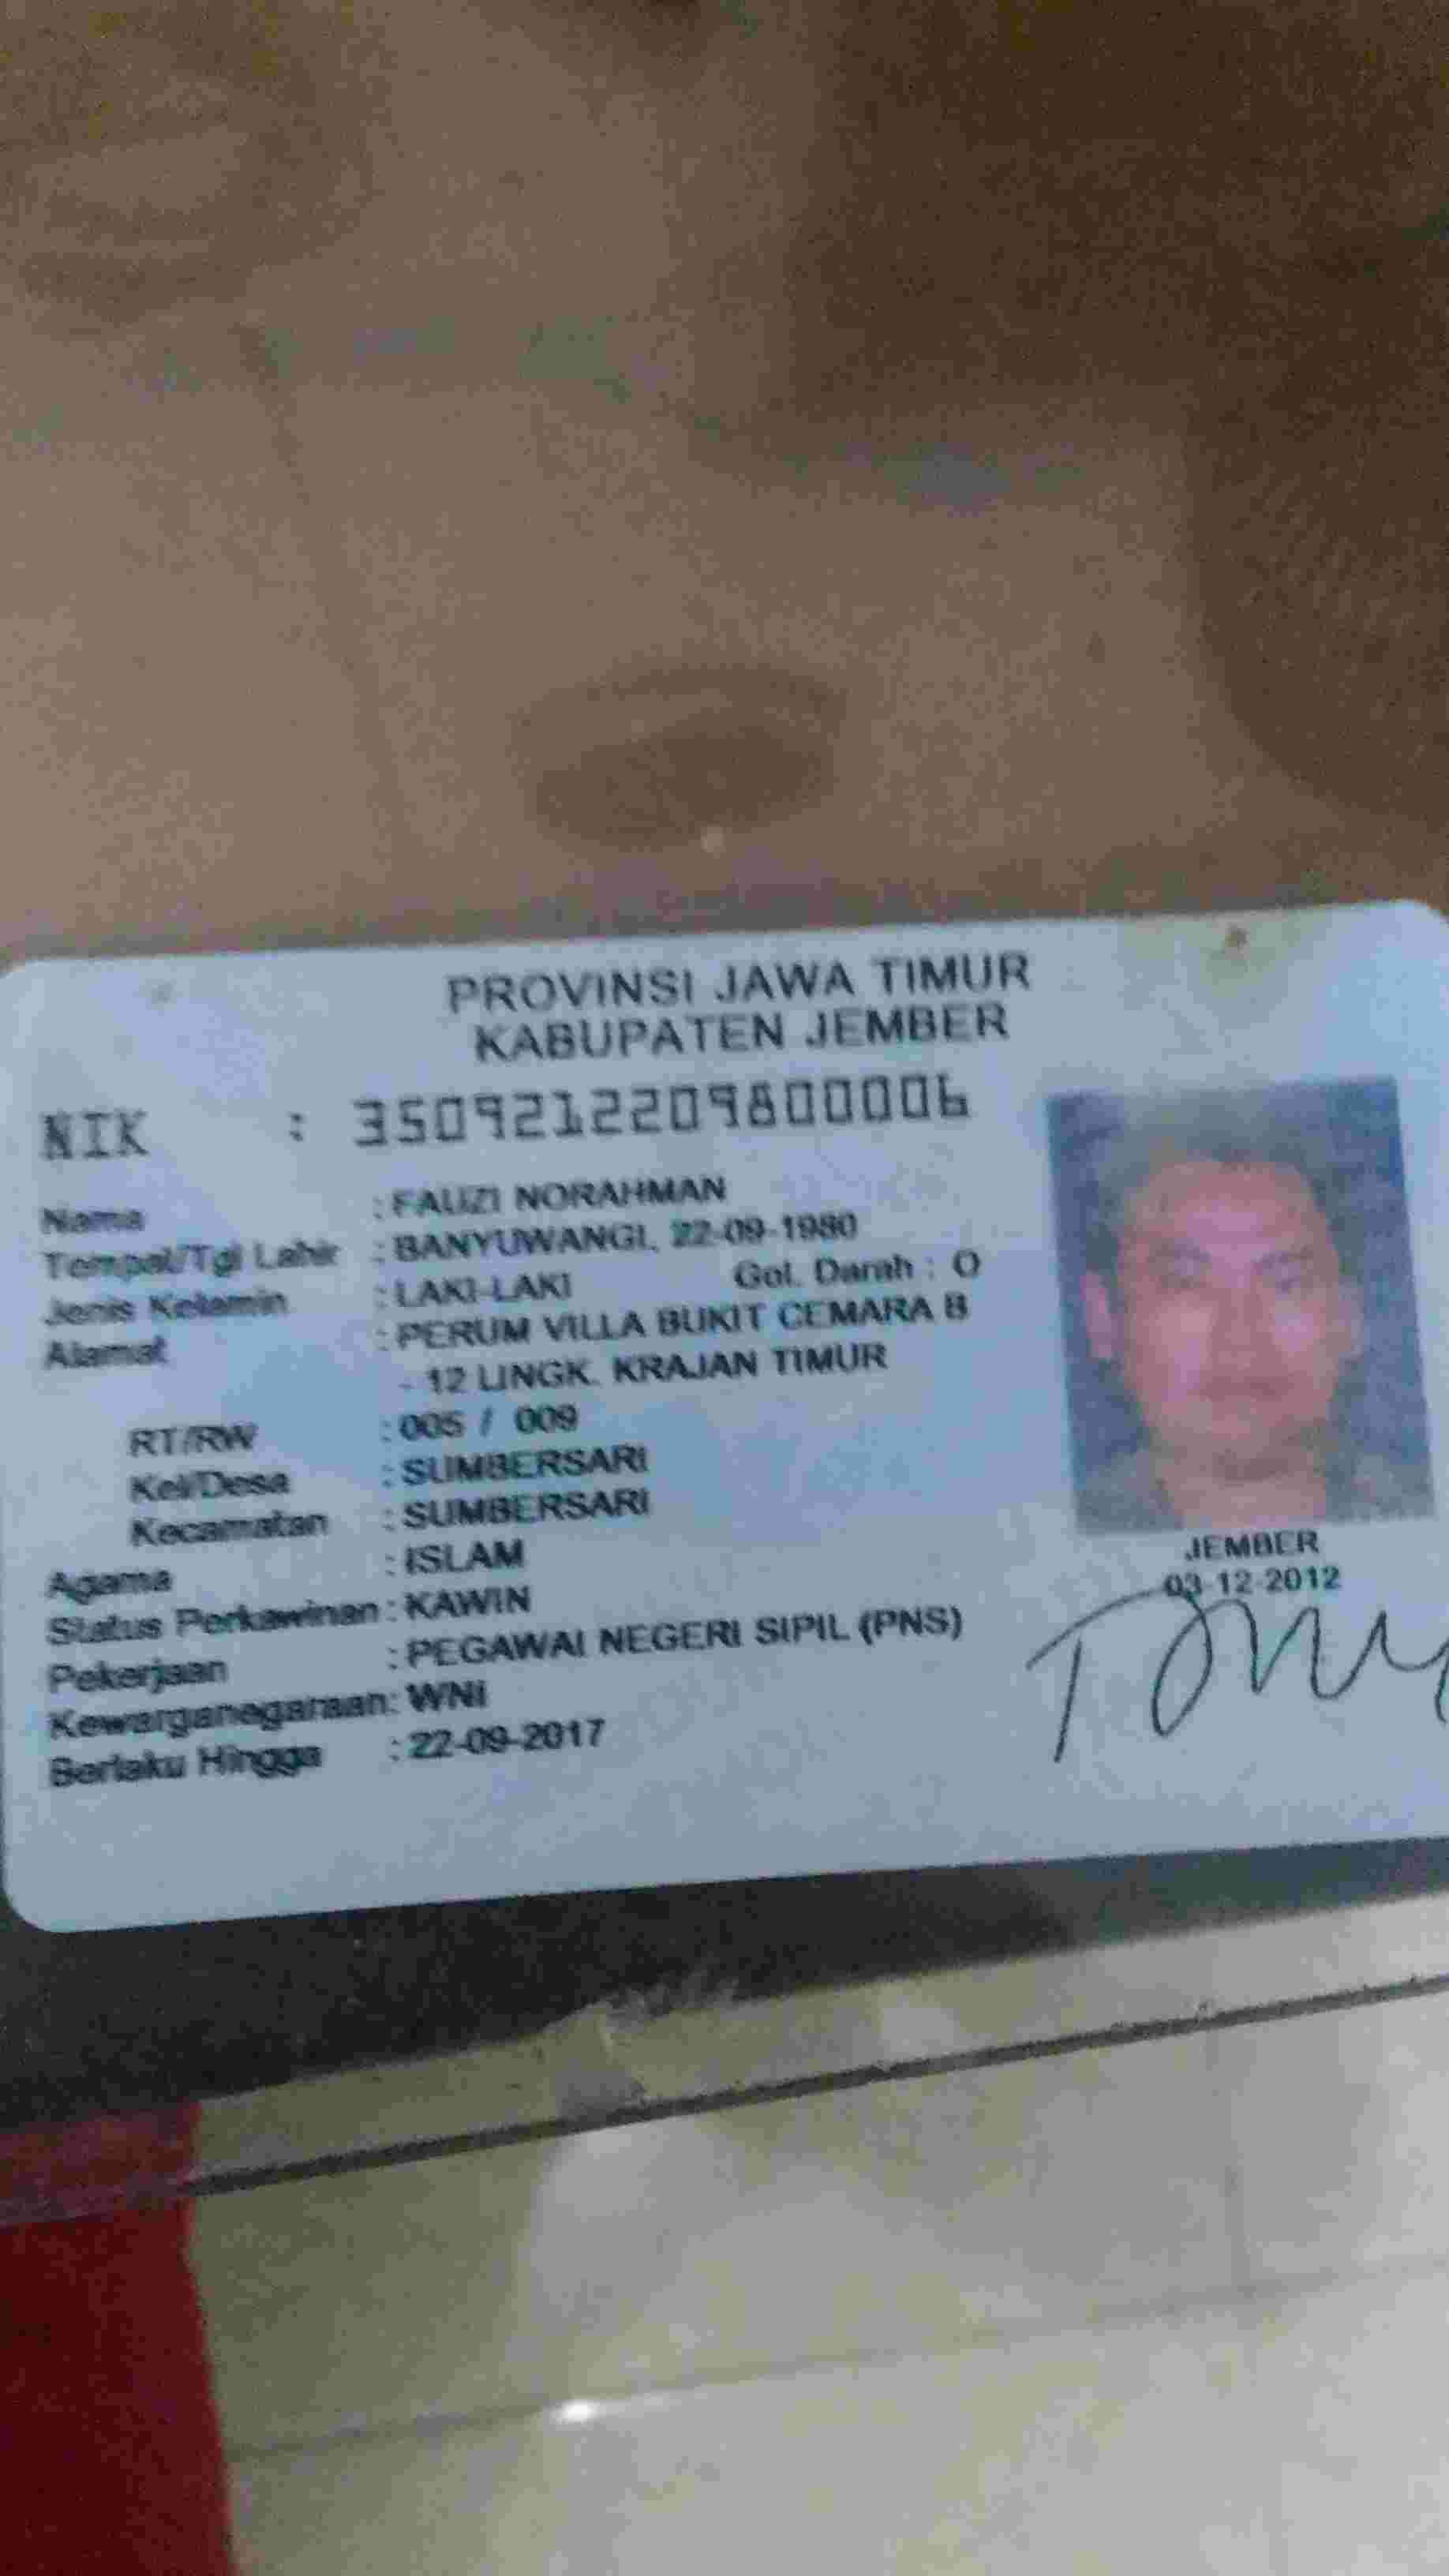 PROVINSI JAWA TIMUR
KABUPATEN JEMBER
NIK : 3509212209800006
Nama : FAUZI NORAHMAN
Tempat/Tgl Lahir : BANYUWANGI, 22-09-1980
Jenis Kelamin : LAKI-LAKI Gol. Darah : O
Alamat : PERUM VILLA BUKIT CEMARA B
- 12 LINGK. KRAJAN TIMUR
RT/RW : 005 / 009
Kel/Desa : SUMBERSARI
Kecamatan : SUMBERSARI
Agama : ISLAM
Status Perkawinan : KAWIN
Pekerjaan : PEGAWAI NEGERI SIPIL (PNS)
Kewarganegaraan: WNI
Berlaku Hingga : 22-09-2017
JEMBER
03-12-2012